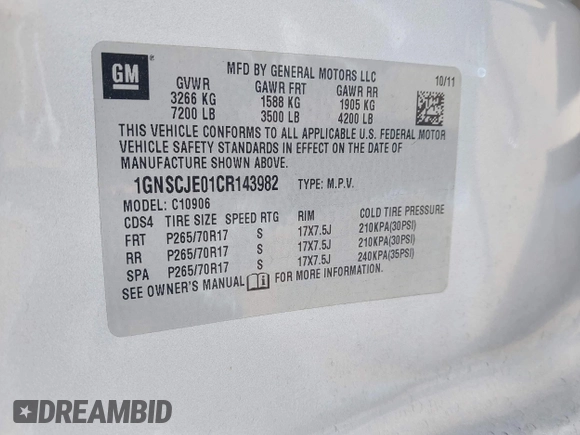 GM
MFD BY GENERAL MOTORS LLC
10/11
GVWR GAWR FRT GAWR RR
3266 KG 1588 KG 1905 KG
7200 LB 3500 LB 4200 LB
THIS VEHICLE CONFORMS TO ALL APPLICABLE U.S. FEDERAL MOTOR
VEHICLE SAFETY STANDARDS IN EFFECT ON THE DATE OF
MANUFACTURE SHOWN ABOVE.
1GNSCJE01CR143982 TYPE: M.P.V.
MODEL: C10906
CDS4 TIRE SIZE SPEED RTG RIM COLD TIRE PRESSURE
FRT P265/70R17 S 17X7.5J 210KPA(30PSI)
RR P265/70R17 S 17X7.5J 210KPA(30PSI)
SPA P265/70R17 S 17X7.5J 240KPA(35PSI)
SEE OWNER'S MANUAL FOR MORE INFORMATION.
DREAMBID